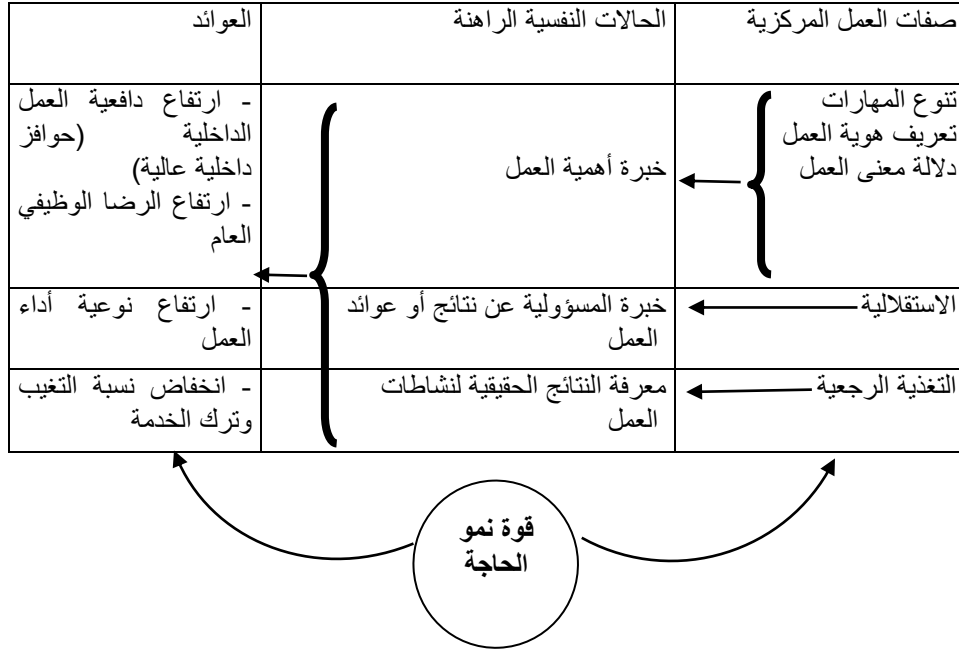 صفات العمل المركزية
الحالات النفسية الراهنة
العوائد
تنوع المهارات
تعريف هوية العمل
دلالة معنى العمل
خبرة أهمية العمل
- ارتفاع دافعية العمل
الداخلية (حوافز
داخلية عالية)
- ارتفاع الرضا الوظيفي
العام
الاستقلالية
خبرة المسؤولية عن نتائج أو عوائد
العمل
- ارتفاع نوعية أداء
العمل
التغذية الرجعية
معرفة النتائج الحقيقية لنشاطات
العمل
- انخفاض نسبة التغيب
وترك الخدمة
قوة نمو
الحاجة